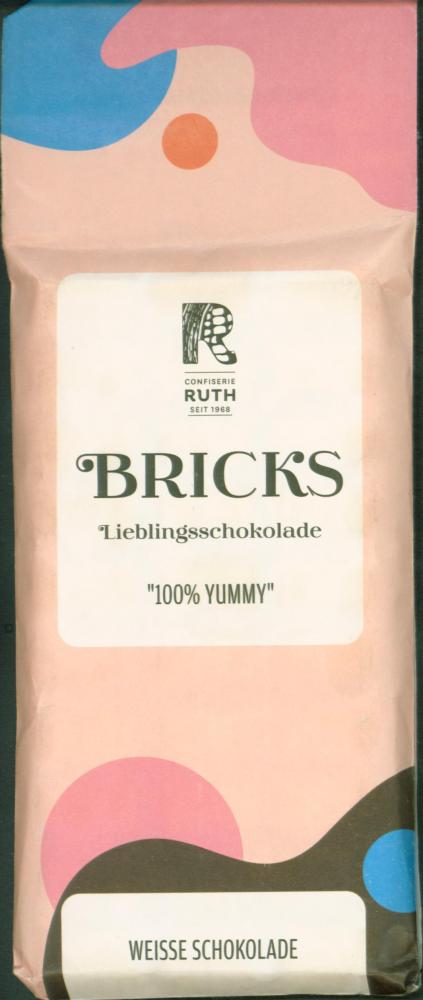 R
CONFISERIE
RUTH
SEIT 1968
BRICKS
Lieblingsschokolade
"100% YUMMY"
WEISSE SCHOKOLADE